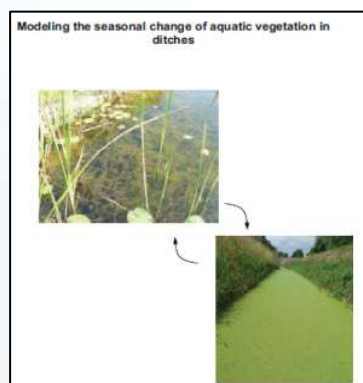 Modeling the seasonal change of aquatic vegetation in
ditches